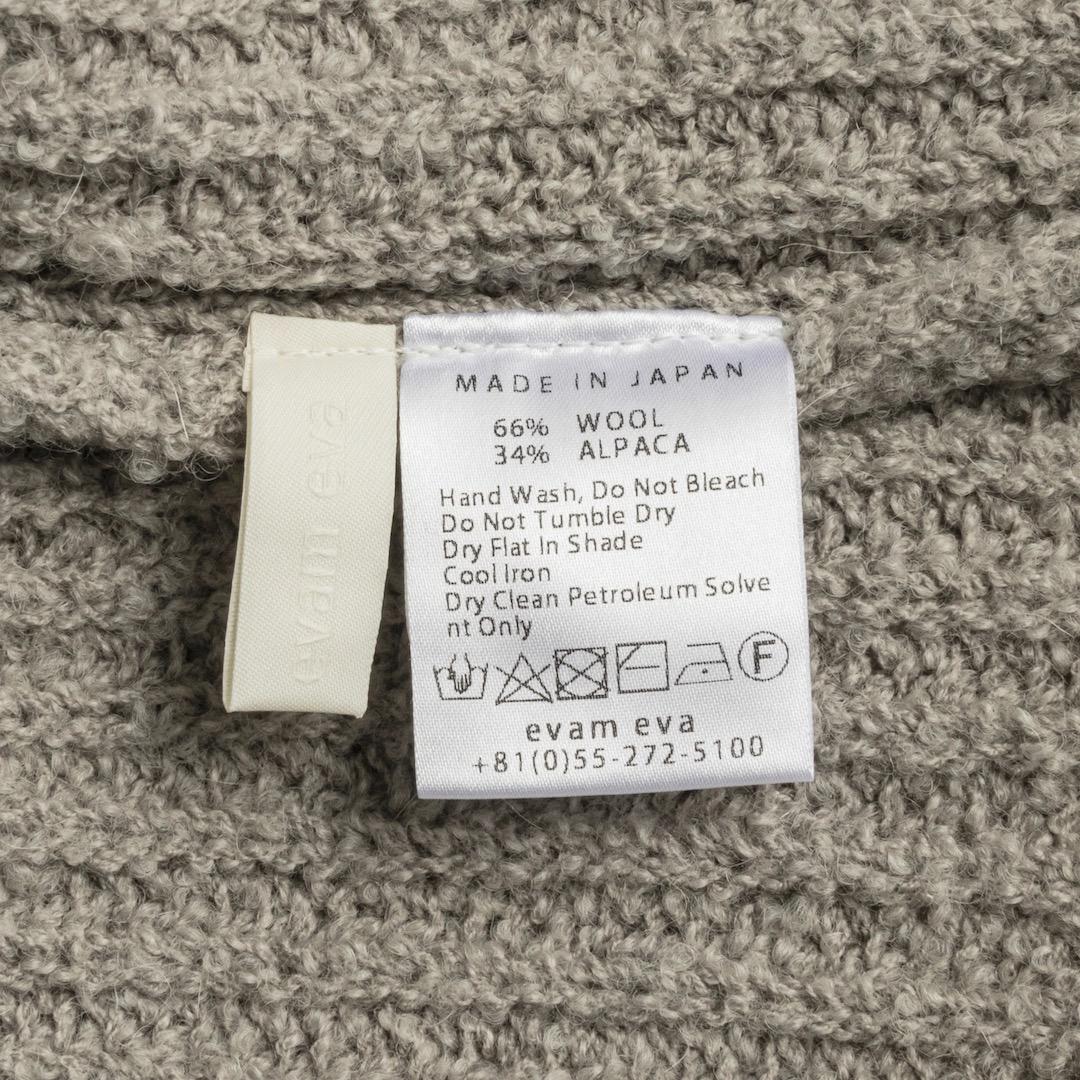 evam eva
MADE IN JAPAN
66% WOOL
34% ALPACA
Hand Wash, Do Not Bleach
Do Not Tumble Dry
Dry Flat In Shade
Cool Iron
Dry Clean Petroleum Solve
nt Only
F
evam eva
+81(0)55-272-5100